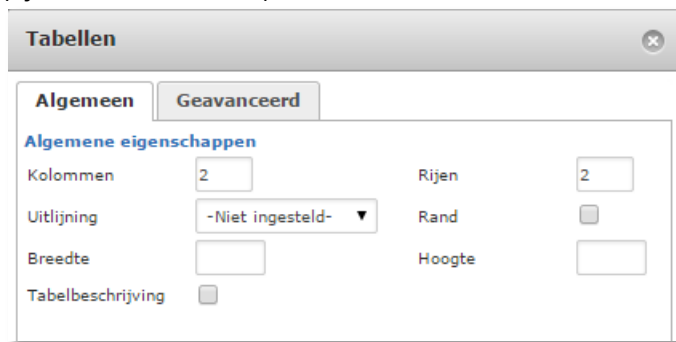 Tabellen
Algemeen Geavanceerd
Algemene eigenschappen
Kolommen 2 Rijen 2
Uitlijning -Niet ingesteld- Rand
Breedte Hoogte
Tabelbeschrijving